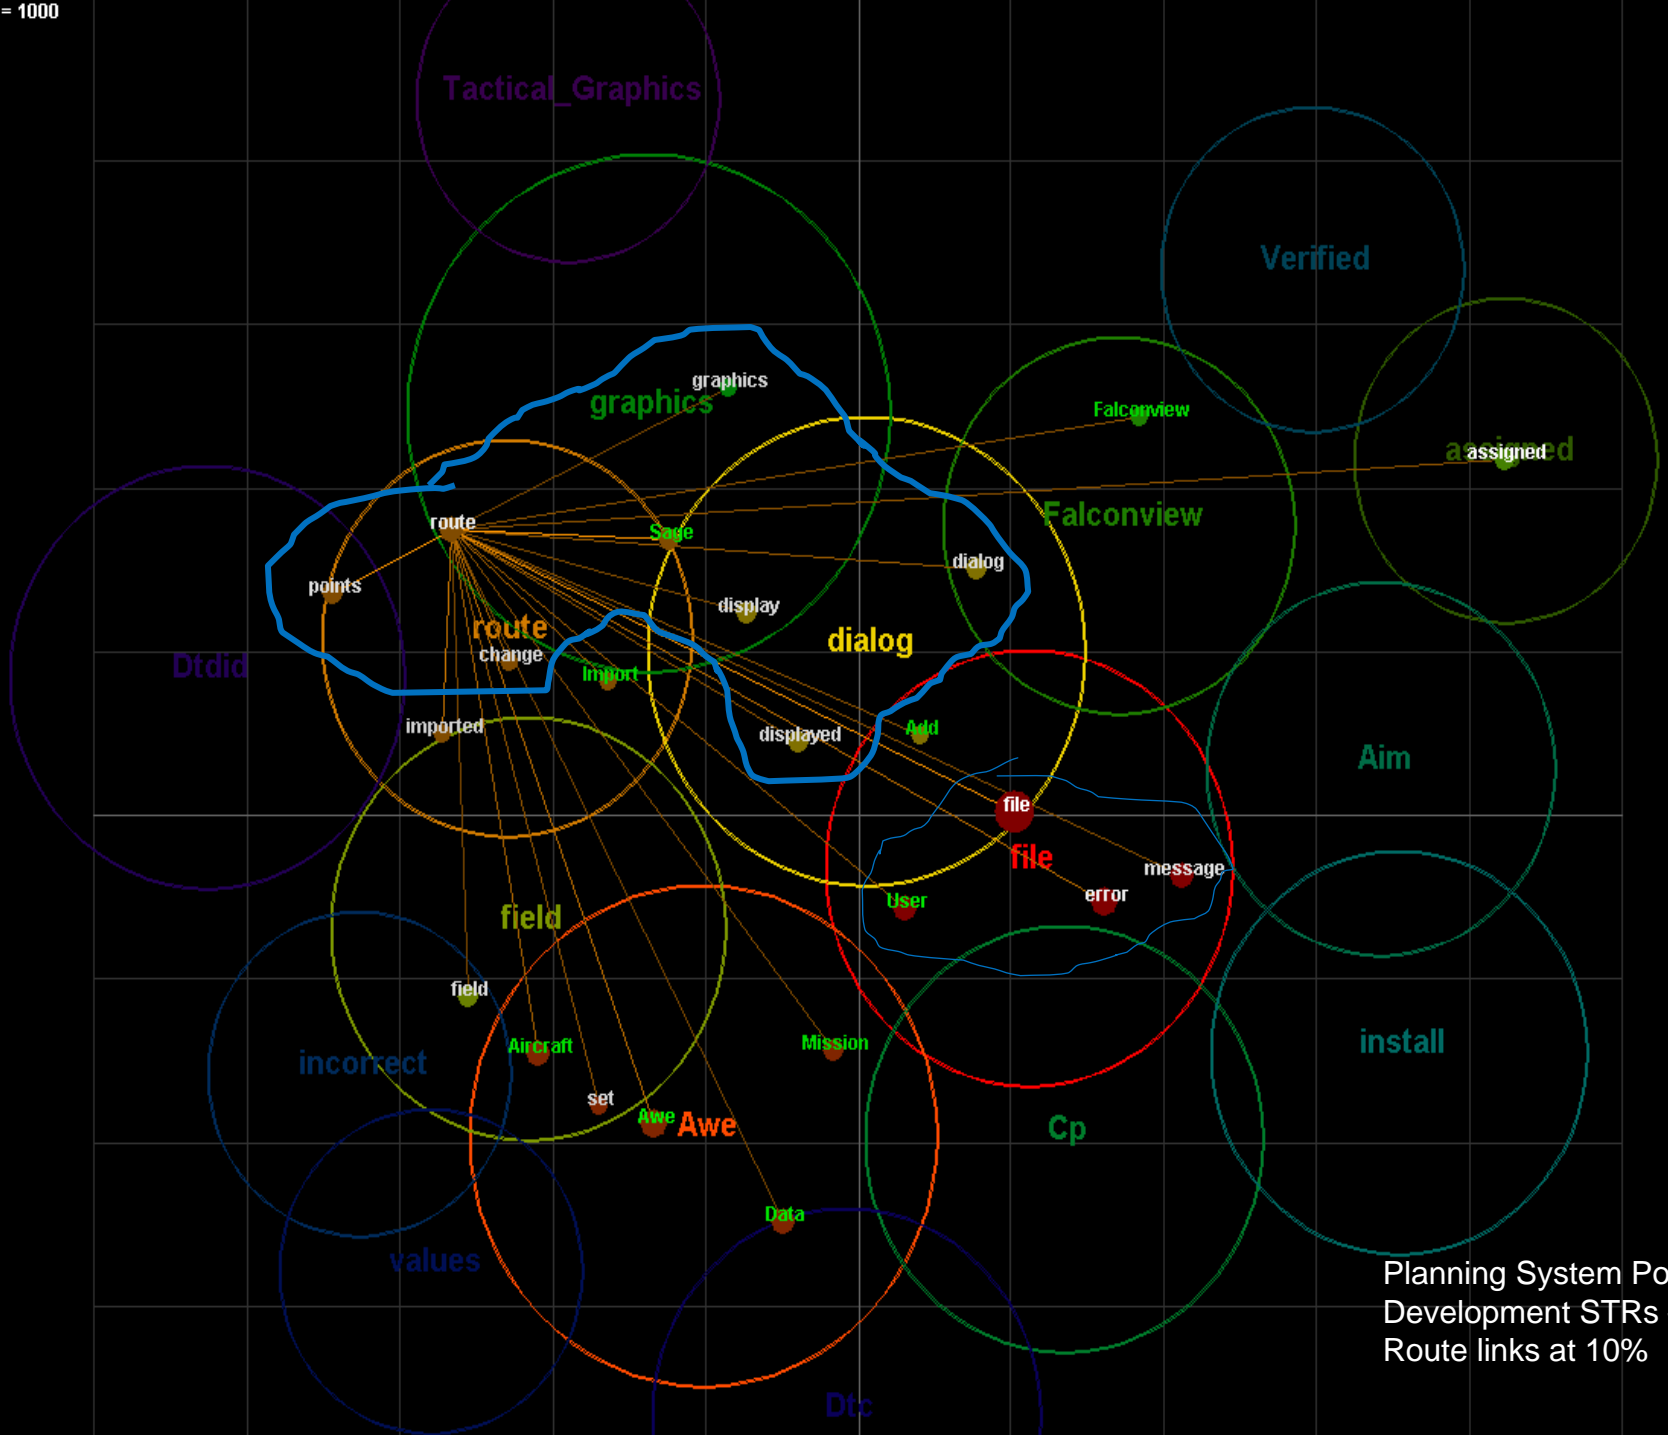 = 1000
Tactical_Graphics
Verified
graphics
graphics
Falconview
assigned
assigned
Falconview
route
Sage
dialog
points
display
route
dialog
change
Dtdid
Import
imported
displayed
Add
Aim
file
file
message
error
User
field
field
Aircraft
Mission
incorrect
install
set
Awe
Awe
Cp
Data
values
Planning System Po
Development STRs
Route links at 10%
Dtc